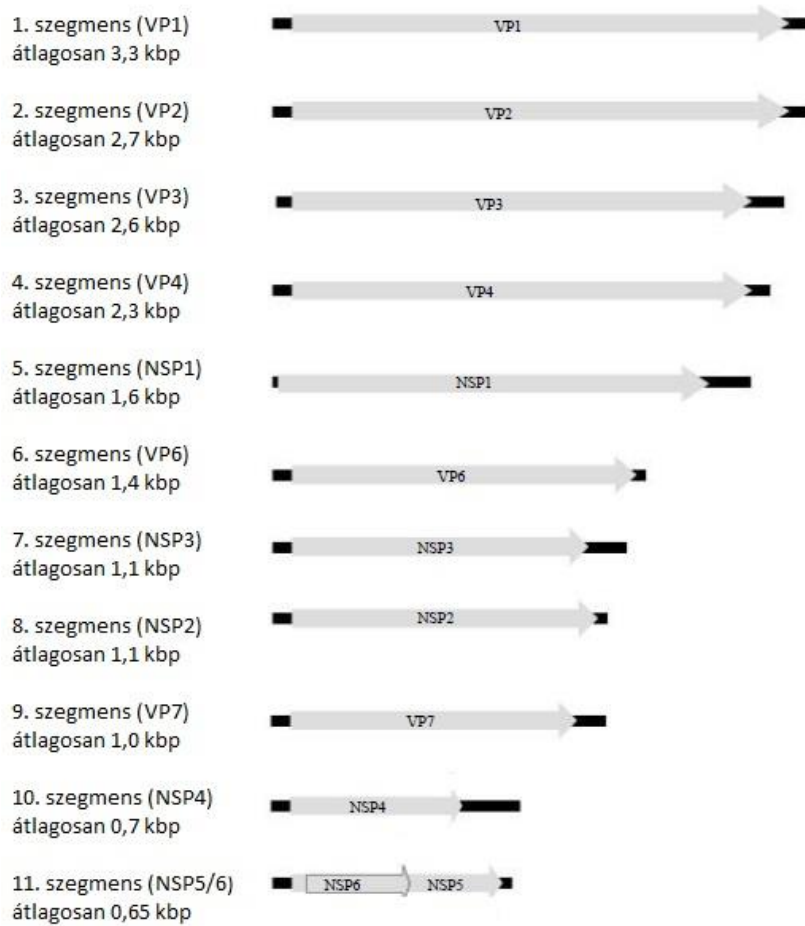 1. szegmens (VP1)
átlagosan 3,3 kbp
VP1
2. szegmens (VP2)
átlagosan 2,7 kbp
VP2
3. szegmens (VP3)
átlagosan 2,6 kbp
VP3
4. szegmens (VP4)
átlagosan 2,3 kbp
VP4
5. szegmens (NSP1)
átlagosan 1,6 kbp
NSP1
6. szegmens (VP6)
átlagosan 1,4 kbp
VP6
7. szegmens (NSP3)
átlagosan 1,1 kbp
NSP3
8. szegmens (NSP2)
átlagosan 1,1 kbp
NSP2
9. szegmens (VP7)
átlagosan 1,0 kbp
VP7
10. szegmens (NSP4)
átlagosan 0,7 kbp
NSP4
11. szegmens (NSP5/6)
átlagosan 0,65 kbp
NSP6 NSP5